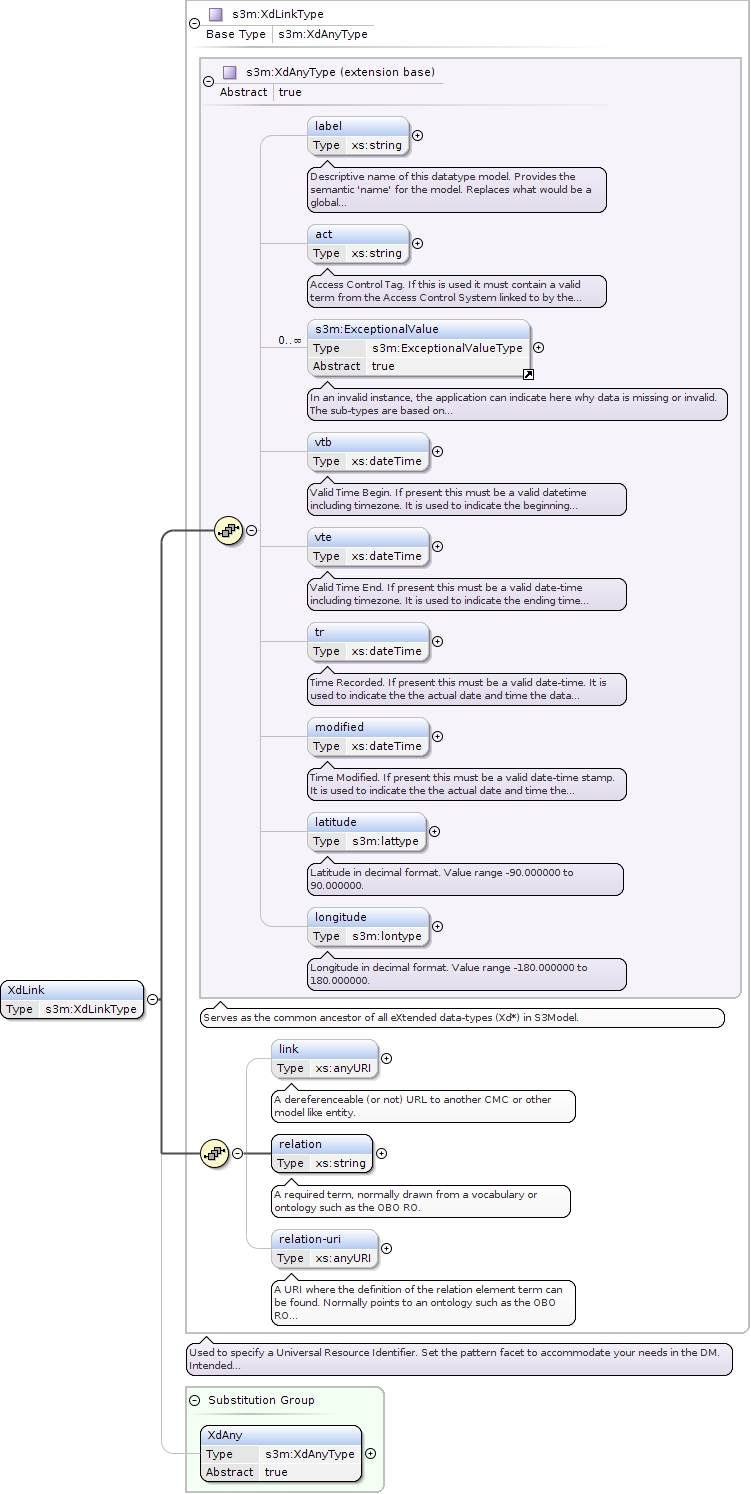 s3m:XdLinkType
Base Type s3m:XdAnyType
s3m:XdAnyType (extension base)
Abstract true
label
Type xs:string
Descriptive name of this datatype model. Provides the
semantic 'name' for the model. Replaces what would be a
global...
act
Type xs:string
Access Control Tag. If this is used it must contain a valid
term from the Access Control System linked to by the...
0..∞
s3m:ExceptionalValue
Type s3m:ExceptionalValueType
Abstract true
In an invalid instance, the application can indicate here why data is missing or invalid.
The sub-types are based on...
vtb
Type xs:dateTime
Valid Time Begin. If present this must be a valid datetime
including timezone. It is used to indicate the beginning...
vte
Type xs:dateTime
Valid Time End. If present this must be a valid date-time
including timezone. It is used to indicate the ending time...
tr
Type xs:dateTime
Time Recorded. If present this must be a valid date-time. It is
used to indicate the the actual date and time the data...
modified
Type xs:dateTime
Time Modified. If present this must be a valid date-time stamp.
It is used to indicate the the actual date and time the...
latitude
Type s3m:lattype
Latitude in decimal format. Value range -90.000000 to
90.000000.
longitude
Type s3m:lontype
Longitude in decimal format. Value range -180.000000 to
180.000000.
XdLink
Type s3m:XdLinkType
Serves as the common ancestor of all eXtended data-types (Xd*) in S3Model.
link
Type xs:anyURI
A dereferenceable (or not) URL to another CMC or other
model like entity.
relation
Type xs:string
A required term, normally drawn from a vocabulary or
ontology such as the OBO RO.
relation-uri
Type xs:anyURI
A URI where the definition of the relation element term can
be found. Normally points to an ontology such as the OBO
RO...
Used to specify a Universal Resource Identifier. Set the pattern facet to accommodate your needs in the DM.
Intended...
Substitution Group
XdAny
Type s3m:XdAnyType
Abstract true